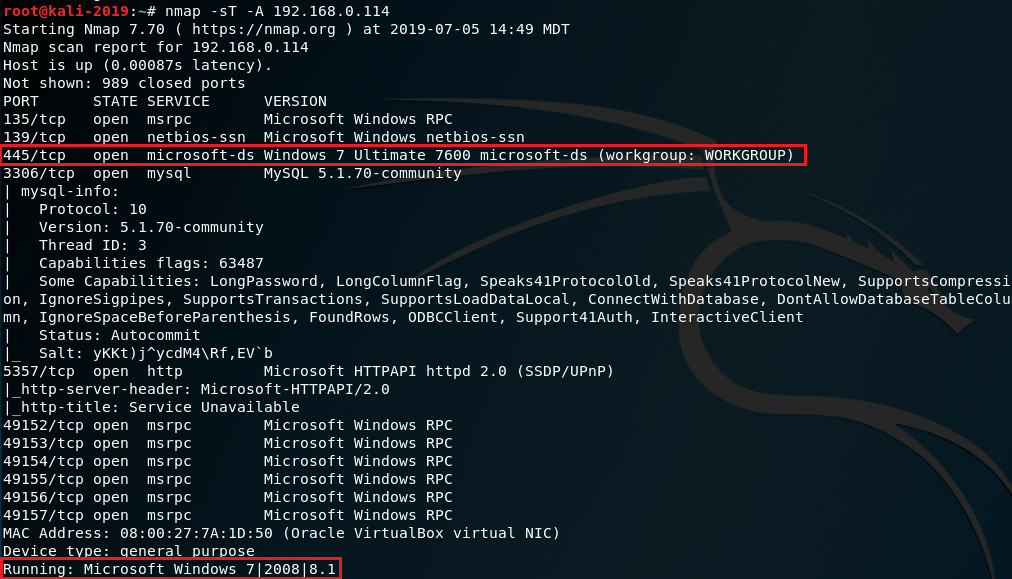 root@kali-2019:~# nmap -sT -A 192.168.0.114
Starting Nmap 7.70 ( https://nmap.org ) at 2019-07-05 14:49 MDT
Nmap scan report for 192.168.0.114
Host is up (0.00087s latency).
Not shown: 989 closed ports
PORT      STATE SERVICE      VERSION
135/tcp   open  msrpc        Microsoft Windows RPC
139/tcp   open  netbios-ssn  Microsoft Windows netbios-ssn
445/tcp   open  microsoft-ds Windows 7 Ultimate 7600 microsoft-ds (workgroup: WORKGROUP)
3306/tcp  open  mysql        MySQL 5.1.70-community
| mysql-info:
|   Protocol: 10
|   Version: 5.1.70-community
|   Thread ID: 3
|   Capabilities flags: 63487
|   Some Capabilities: LongPassword, LongColumnFlag, Speaks41ProtocolOld, Speaks41ProtocolNew, SupportsCompressi
on, IgnoreSigpipes, SupportsTransactions, SupportsLoadDataLocal, ConnectWithDatabase, DontAllowDatabaseTableColu
mn, IgnoreSpaceBeforeParenthesis, FoundRows, ODBCClient, Support41Auth, InteractiveClient
|   Status: Autocommit
|_  Salt: yKKt)j^ycdM4\Rf,EV`b
5357/tcp  open  http         Microsoft HTTPAPI httpd 2.0 (SSDP/UPnP)
|_http-server-header: Microsoft-HTTPAPI/2.0
|_http-title: Service Unavailable
49152/tcp open  msrpc        Microsoft Windows RPC
49153/tcp open  msrpc        Microsoft Windows RPC
49154/tcp open  msrpc        Microsoft Windows RPC
49155/tcp open  msrpc        Microsoft Windows RPC
49156/tcp open  msrpc        Microsoft Windows RPC
49157/tcp open  msrpc        Microsoft Windows RPC
MAC Address: 08:00:27:7A:1D:50 (Oracle VirtualBox virtual NIC)
Device type: general purpose
Running: Microsoft Windows 7|2008|8.1